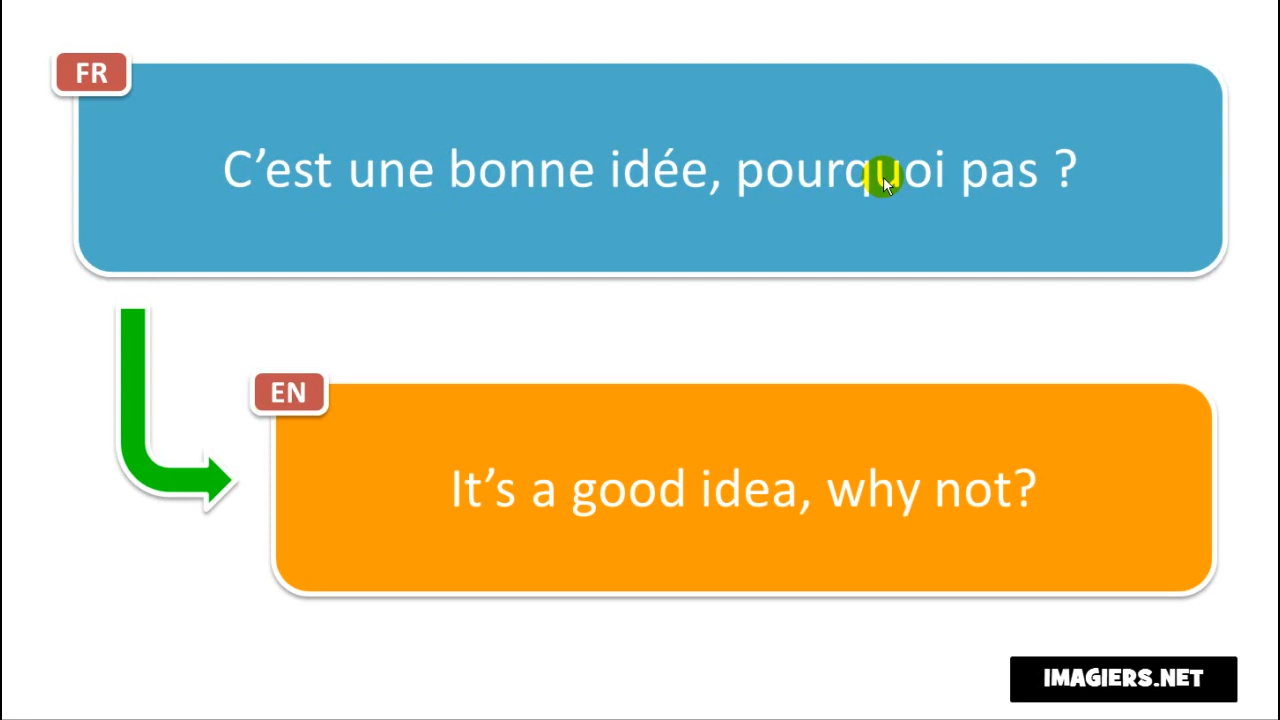 FR
C’est une bonne idée, pourquoi pas ?
EN
It’s a good idea, why not?
IMAGIERS.NET